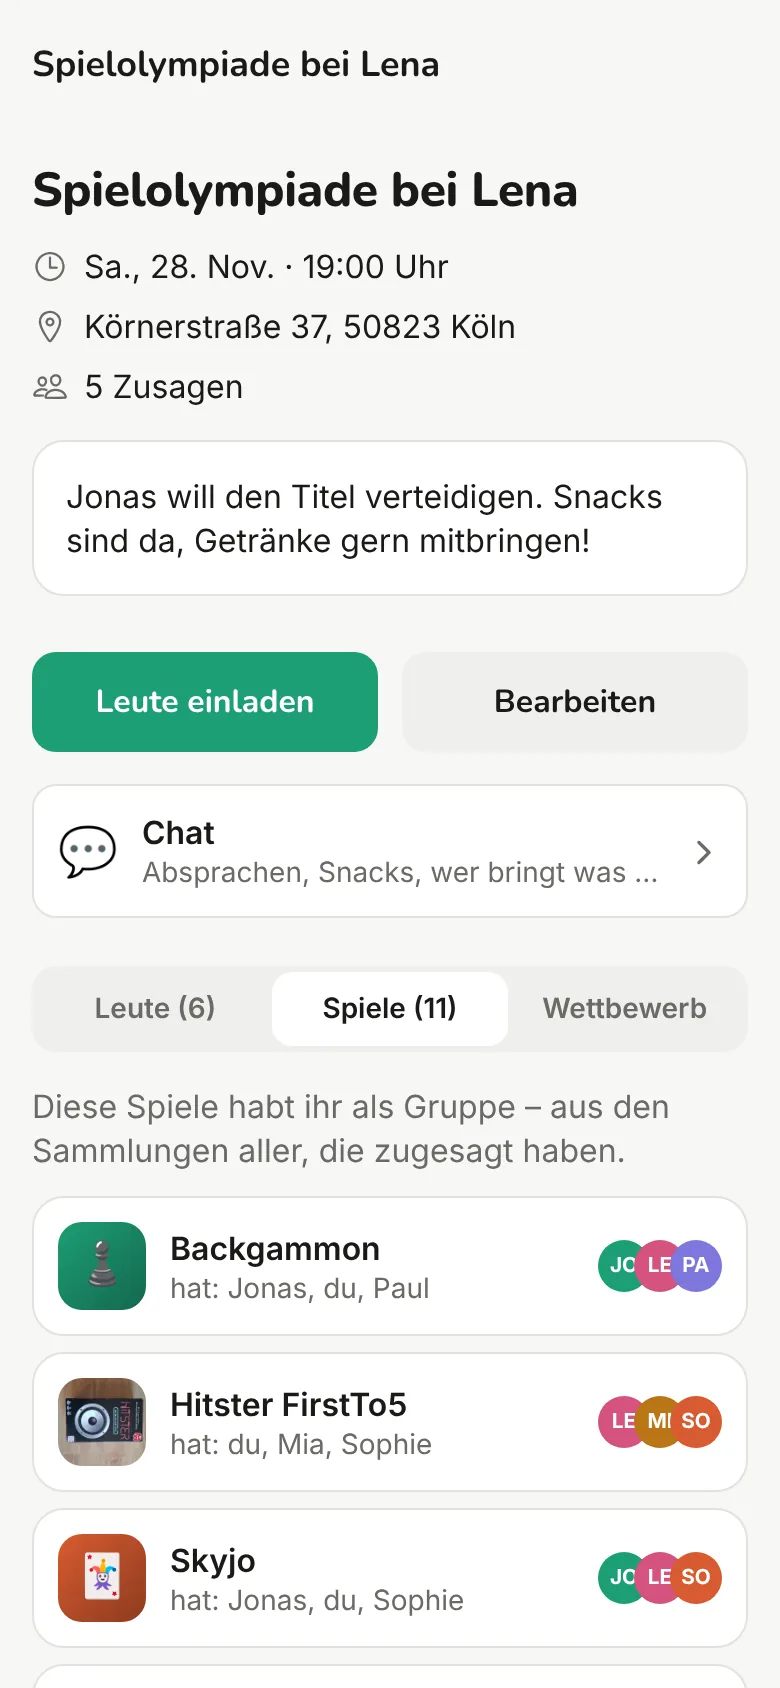 Spielolympiade bei Lena
Spielolympiade bei Lena
Sa., 28. Nov. · 19:00 Uhr
Körnerstraße 37, 50823 Köln
5 Zusagen
Jonas will den Titel verteidigen. Snacks
sind da, Getränke gern mitbringen!
Leute einladen
Bearbeiten
Chat
Absprachen, Snacks, wer bringt was ...
Leute (6)
Spiele (11)
Wettbewerb
Diese Spiele habt ihr als Gruppe – aus den
Sammlungen aller, die zugesagt haben.
Backgammon
hat: Jonas, du, Paul
JO LE PA
Hitster FirstTo5
hat: du, Mia, Sophie
LE MI SO
HITSTER
Skyjo
hat: Jonas, du, Sophie
JO LE SO